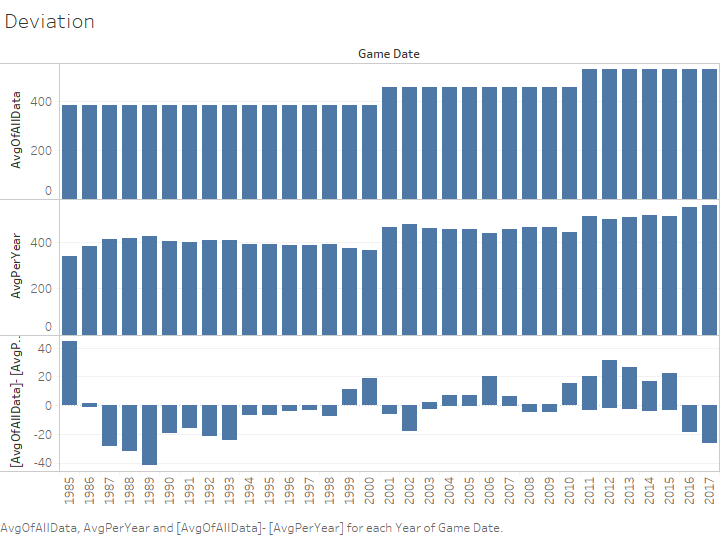 Deviation
Game Date
AvgOfAllData
400
200
0
AvgPerYear
400
200
0
[AvgOfAllData]- [AvgP..
40
20
0
-20
-40
1985 1986 1987 1988 1989 1990 1991 1992 1993 1994 1995 1996 1997 1998 1999 2000 2001 2002 2003 2004 2005 2006 2007 2008 2009 2010 2011 2012 2013 2014 2015 2016 2017
AvgOfAllData, AvgPerYear and [AvgOfAllData]- [AvgPerYear] for each Year of Game Date.